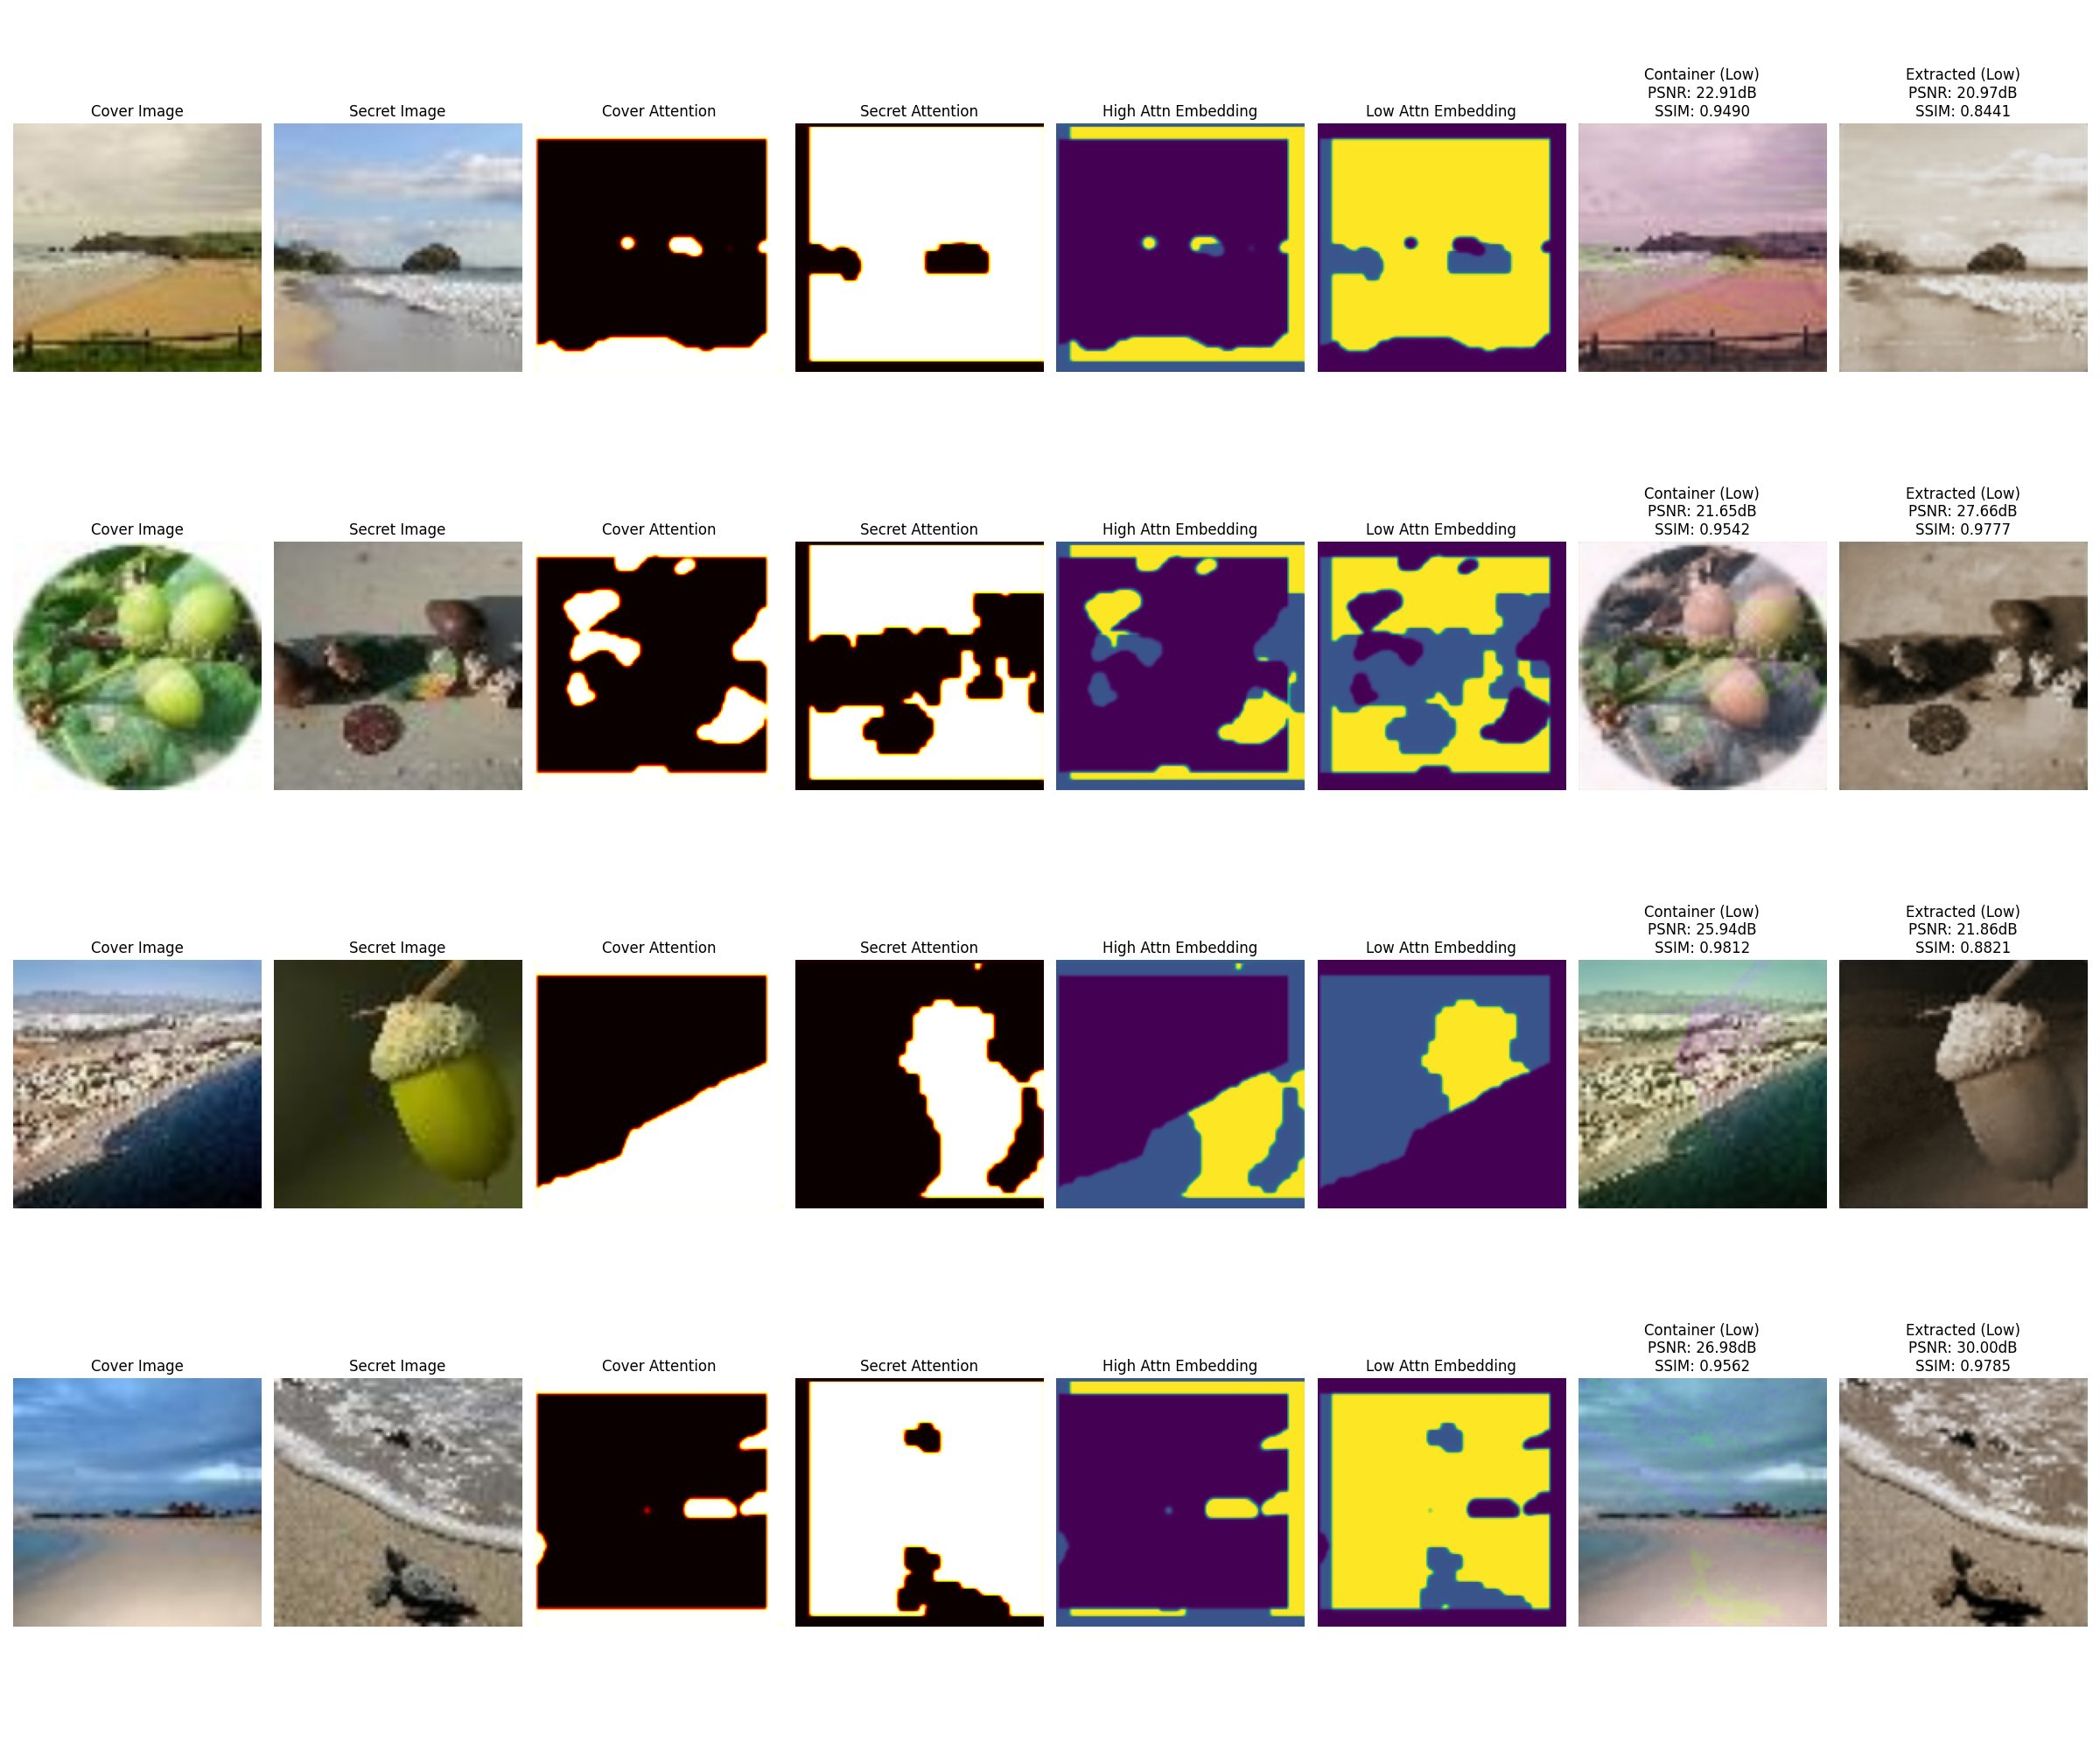 Cover Image
Secret Image
Cover Attention
Secret Attention
High Attn Embedding
Low Attn Embedding
Container (Low)
PSNR: 22.91dB
SSIM: 0.9490
Extracted (Low)
PSNR: 20.97dB
SSIM: 0.8441
Cover Image
Secret Image
Cover Attention
Secret Attention
High Attn Embedding
Low Attn Embedding
Container (Low)
PSNR: 21.65dB
SSIM: 0.9542
Extracted (Low)
PSNR: 27.66dB
SSIM: 0.9777
Cover Image
Secret Image
Cover Attention
Secret Attention
High Attn Embedding
Low Attn Embedding
Container (Low)
PSNR: 25.94dB
SSIM: 0.9812
Extracted (Low)
PSNR: 21.86dB
SSIM: 0.8821
Cover Image
Secret Image
Cover Attention
Secret Attention
High Attn Embedding
Low Attn Embedding
Container (Low)
PSNR: 26.98dB
SSIM: 0.9562
Extracted (Low)
PSNR: 30.00dB
SSIM: 0.9785